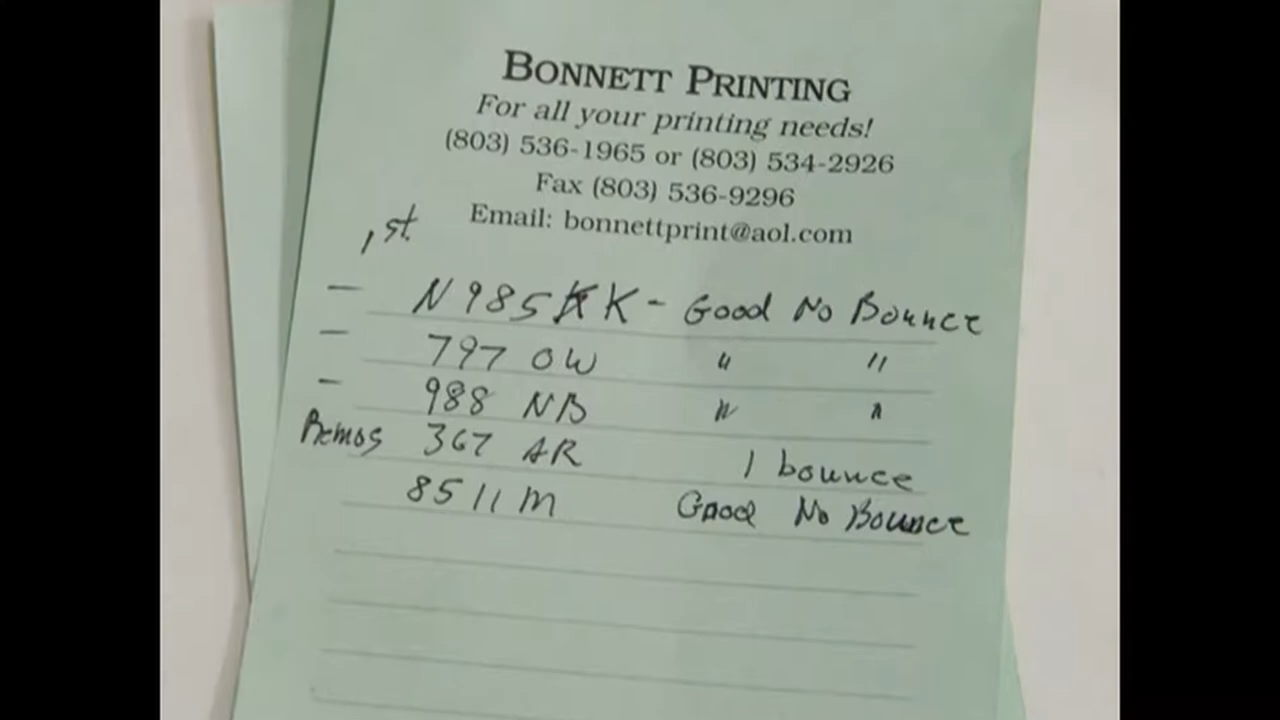 BONNETT PRINTING
For all your printing needs!
(803) 536-1965 or (803) 534-2926
Fax (803) 536-9296
Email: bonnettprint@aol.com
1st
— N985KK - Good No Bounce
— 797 OW " "
— 988 NB " "
367 AR 1 bounce
8511M Good No Bounce